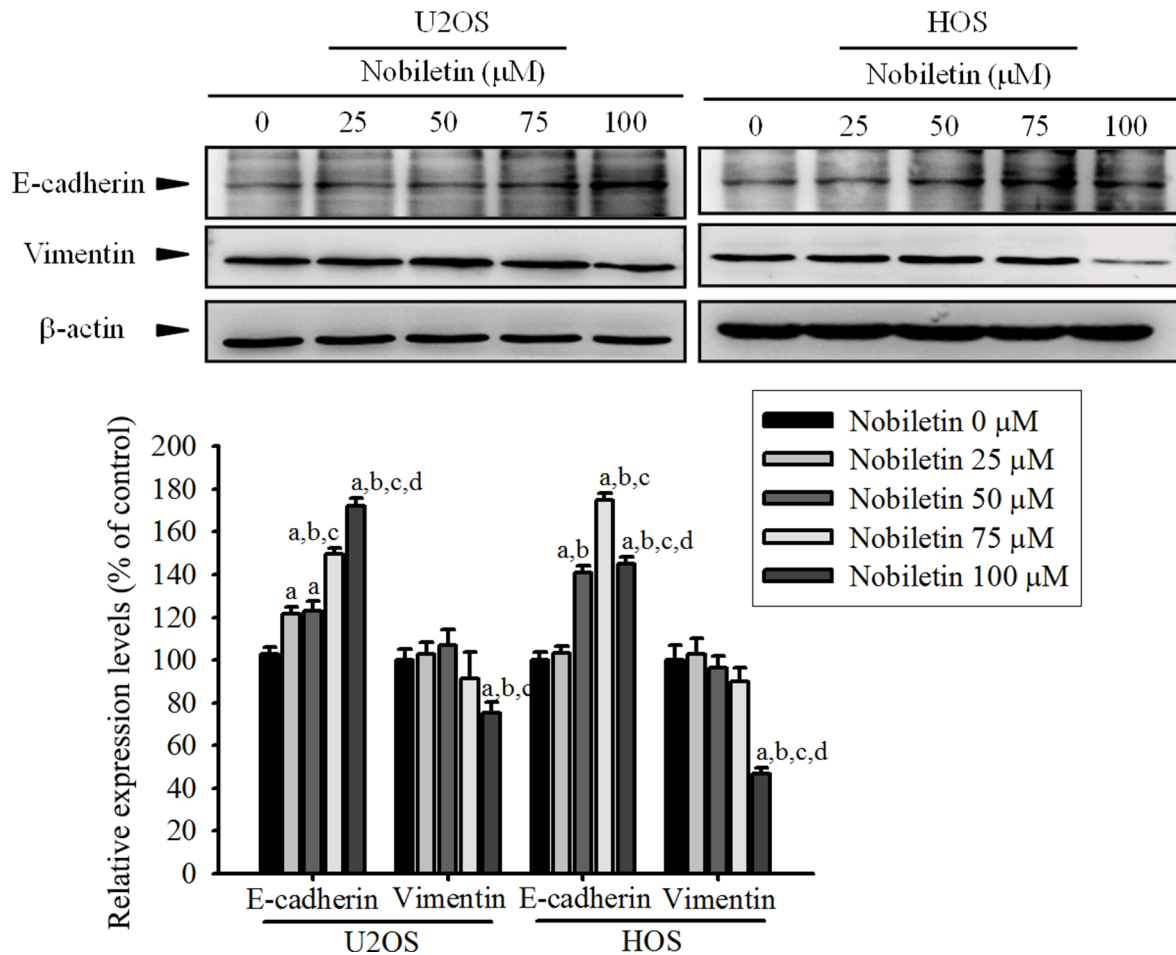 U2OS
HOS
Nobiletin (μM)
Nobiletin (μM)
0 25 50 75 100
0 25 50 75 100
E-cadherin
Vimentin
β-actin
Relative expression levels (% of control)
200
180
160
140
120
100
80
60
40
20
0
Nobiletin 0 μM
Nobiletin 25 μM
Nobiletin 50 μM
Nobiletin 75 μM
Nobiletin 100 μM
a
a
a,b,c
a,b,c,d
a,b,c
a,b
a,b,c
a,b,c,d
a,b,c,d
E-cadherin Vimentin E-cadherin Vimentin
U2OS HOS